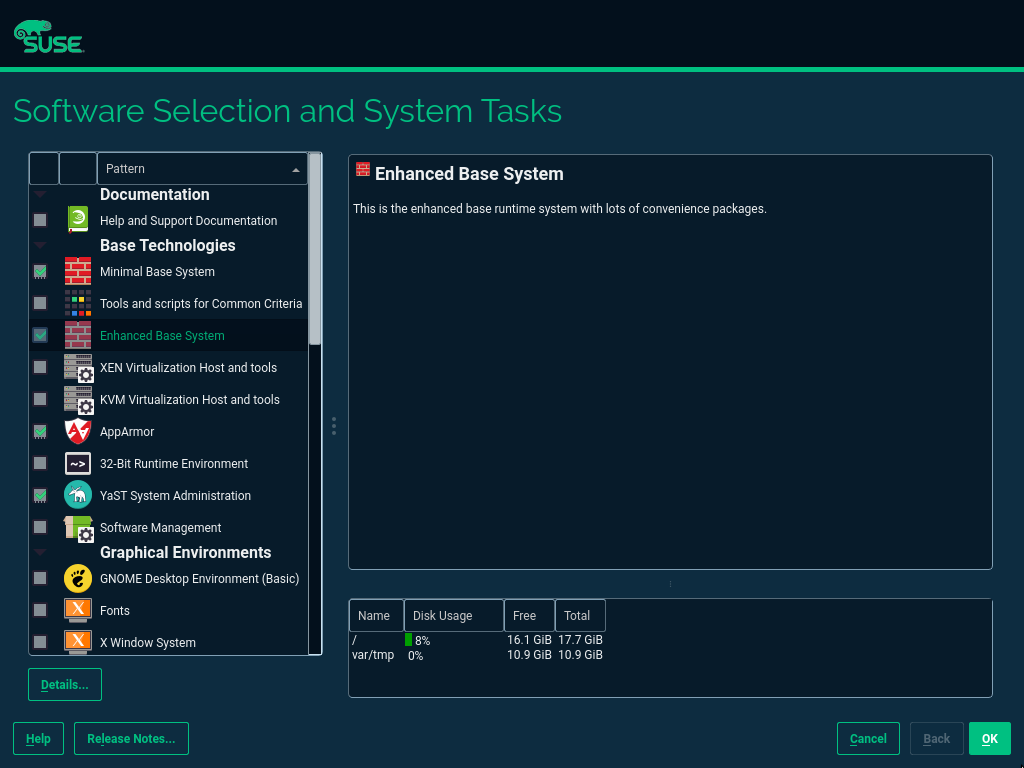 SUSE
Software Selection and System Tasks
Pattern
Documentation
Help and Support Documentation
Base Technologies
Minimal Base System
Tools and scripts for Common Criteria
Enhanced Base System
XEN Virtualization Host and tools
KVM Virtualization Host and tools
AppArmor
~>
32-Bit Runtime Environment
YaST System Administration
Software Management
Graphical Environments
GNOME Desktop Environment (Basic)
X
Fonts
X
X Window System
Details...
Enhanced Base System
This is the enhanced base runtime system with lots of convenience packages.
Name Disk Usage Free Total
/ 8% 16.1 GiB 17.7 GiB
var/tmp 0% 10.9 GiB 10.9 GiB
Help Release Notes... Cancel Back OK